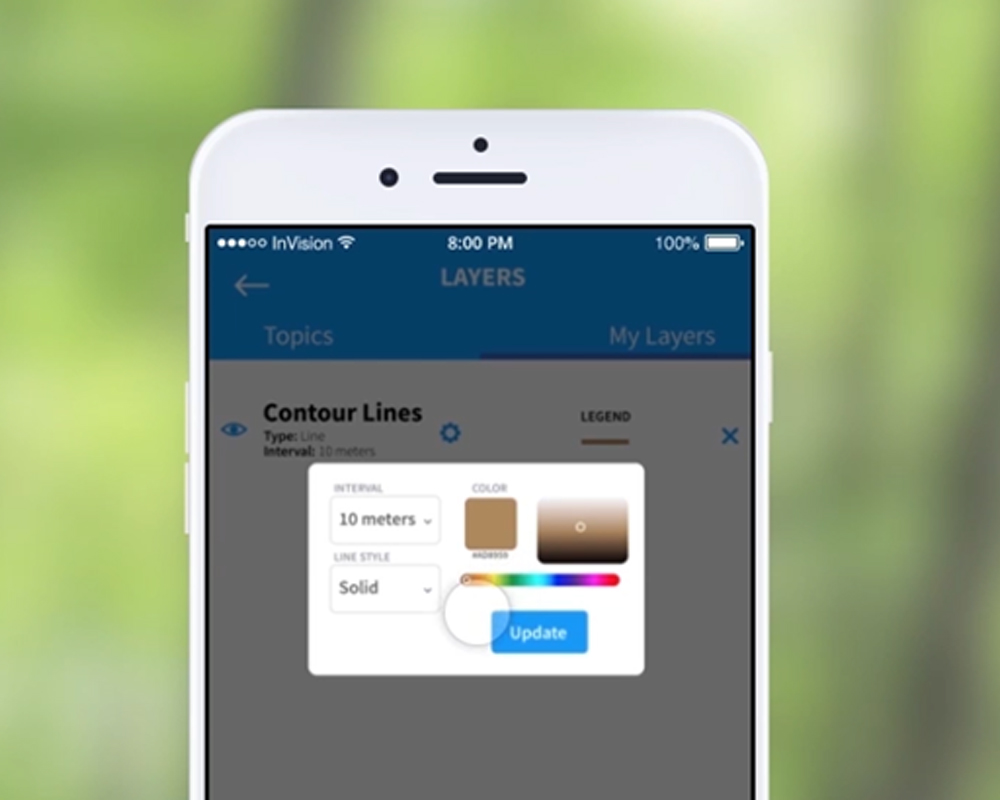 InVision 8:00 PM 100%
LAYERS
Topics My Layers
Contour Lines
Type: Line
Interval: 10 meters
LEGEND
INTERVAL
10 meters
LINE STYLE
Solid
COLOR
Update